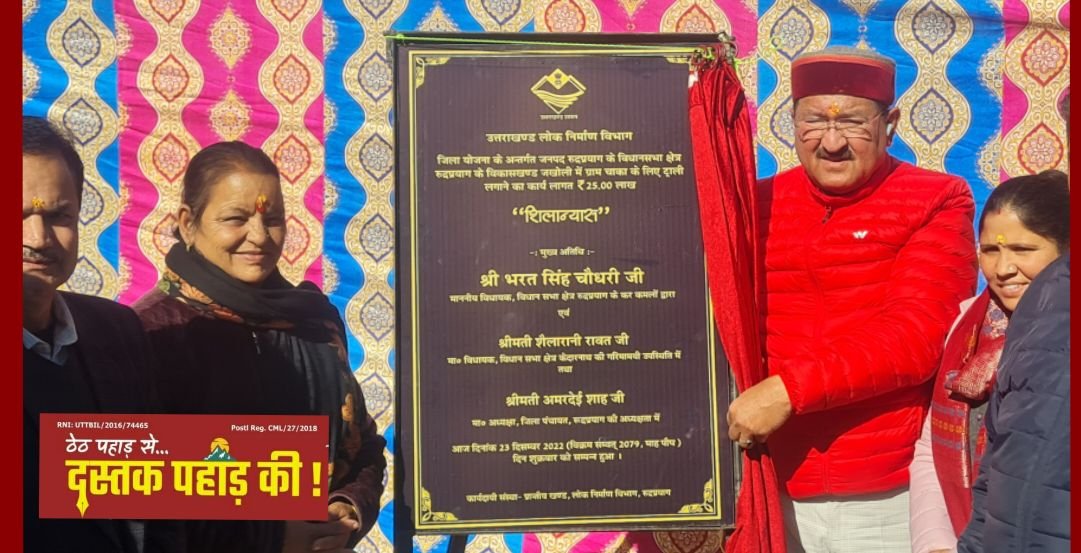 उत्तराखण्ड लोक निर्माण विभाग
जिला योजना के अन्तर्गत जनपद रुद्रप्रयाग के विधानसभा क्षेत्र
रुद्रप्रयाग के विकासखण्ड जखोली में ग्राम चाका के लिए ट्राली
लगाने का कार्य लागत ₹25.00 लाख
“शिलान्यास”
-: मुख्य अतिथि :-
श्री भरत सिंह चौधरी जी
माननीय विधायक, विधान सभा क्षेत्र रुद्रप्रयाग के कर कमलों द्वारा
एवं
श्रीमती शैलारानी रावत जी
मा० विधायक, विधान सभा क्षेत्र केदारनाथ की गरिमामयी उपस्थिति में
तथा
श्रीमती अमरदेई शाह जी
मा० अध्यक्षा, जिला पंचायत, रुद्रप्रयाग की अध्यक्षता में
आज दिनांक 23 दिसम्बर 2022 (विक्रम सम्वत् 2079, माह पौष )
दिन शुक्रवार को सम्पन्न हुआ ।
कार्यदायी संस्था- प्रान्तीय खण्ड, लोक निर्माण विभाग, रुद्रप्रयाग
RNI: UTTBIL/2016/74465
Postl Reg. CML/27/2018
ठेठ पहाड़ से...
दस्तक पहाड़ की !